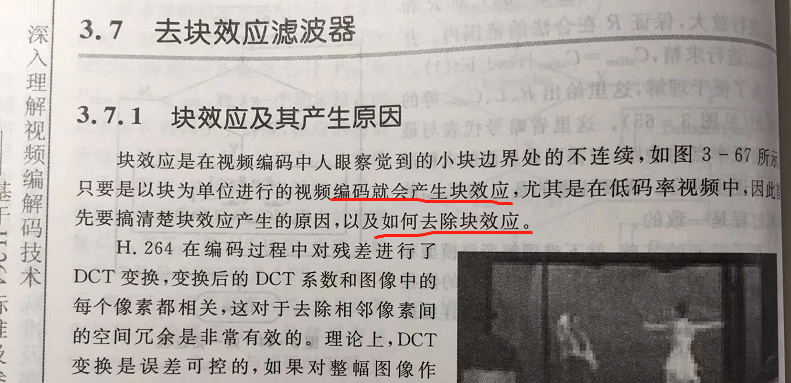 深入理解视频编解码技术
3.7 去块效应滤波器
3.7.1 块效应及其产生原因
块效应是在视频编码中人眼察觉到的小块边界处的不连续,如图 3-67 所示
只要是以块为单位进行的视频编码就会产生块效应,尤其是在低码率视频中,因此
先要搞清楚块效应产生的原因,以及如何去除块效应。
H.264 在编码过程中对残差进行了
DCT 变换,变换后的 DCT 系数和图像中的
每个像素都相关,这对于去除相邻像素间
的空间冗余是非常有效的。理论上,DCT
变换是误差可控的,如果对整幅图像作